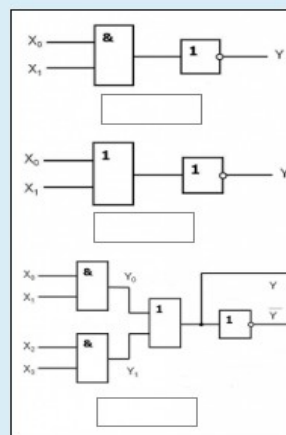 X₀ & 1 Y
X₁
X₀ 1 1 Y
X₁
X₀ & Y₀
X₁ 1 Y
X₂ & 1 Y̅
X₃ Y₁